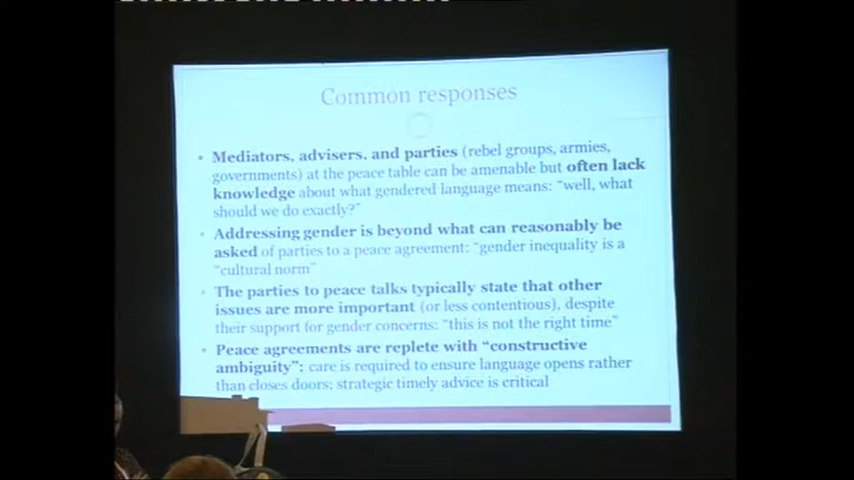 Common responses
• Mediators, advisers, and parties (rebel groups, armies,
governments) at the peace table can be amenable but often lack
knowledge about what gendered language means: "well, what
should we do exactly?"
• Addressing gender is beyond what can reasonably be
asked of parties to a peace agreement: "gender inequality is a
"cultural norm"
• The parties to peace talks typically state that other
issues are more important (or less contentious), despite
their support for gender concerns: "this is not the right time"
• Peace agreements are replete with "constructive
ambiguity": care is required to ensure language opens rather
than closes doors; strategic timely advice is critical